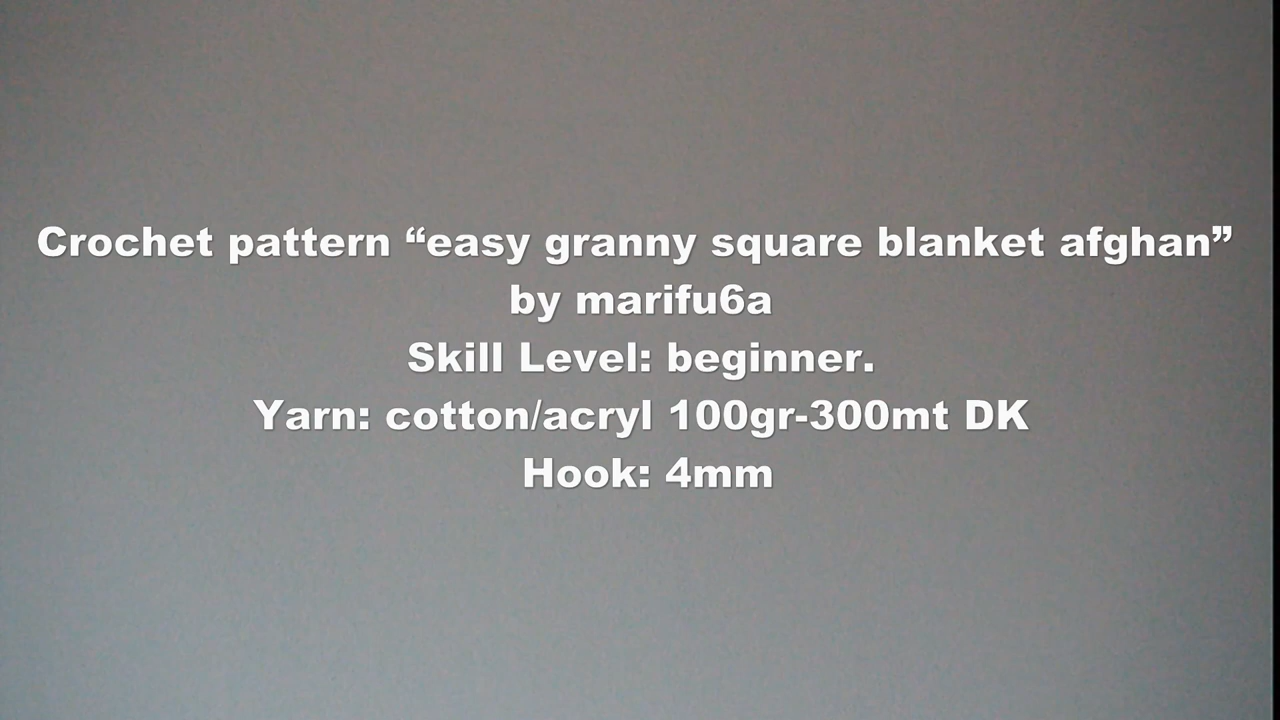 Crochet pattern “easy granny square blanket afghan”
by marifu6a
Skill Level: beginner.
Yarn: cotton/acryl 100gr-300mt DK
Hook: 4mm